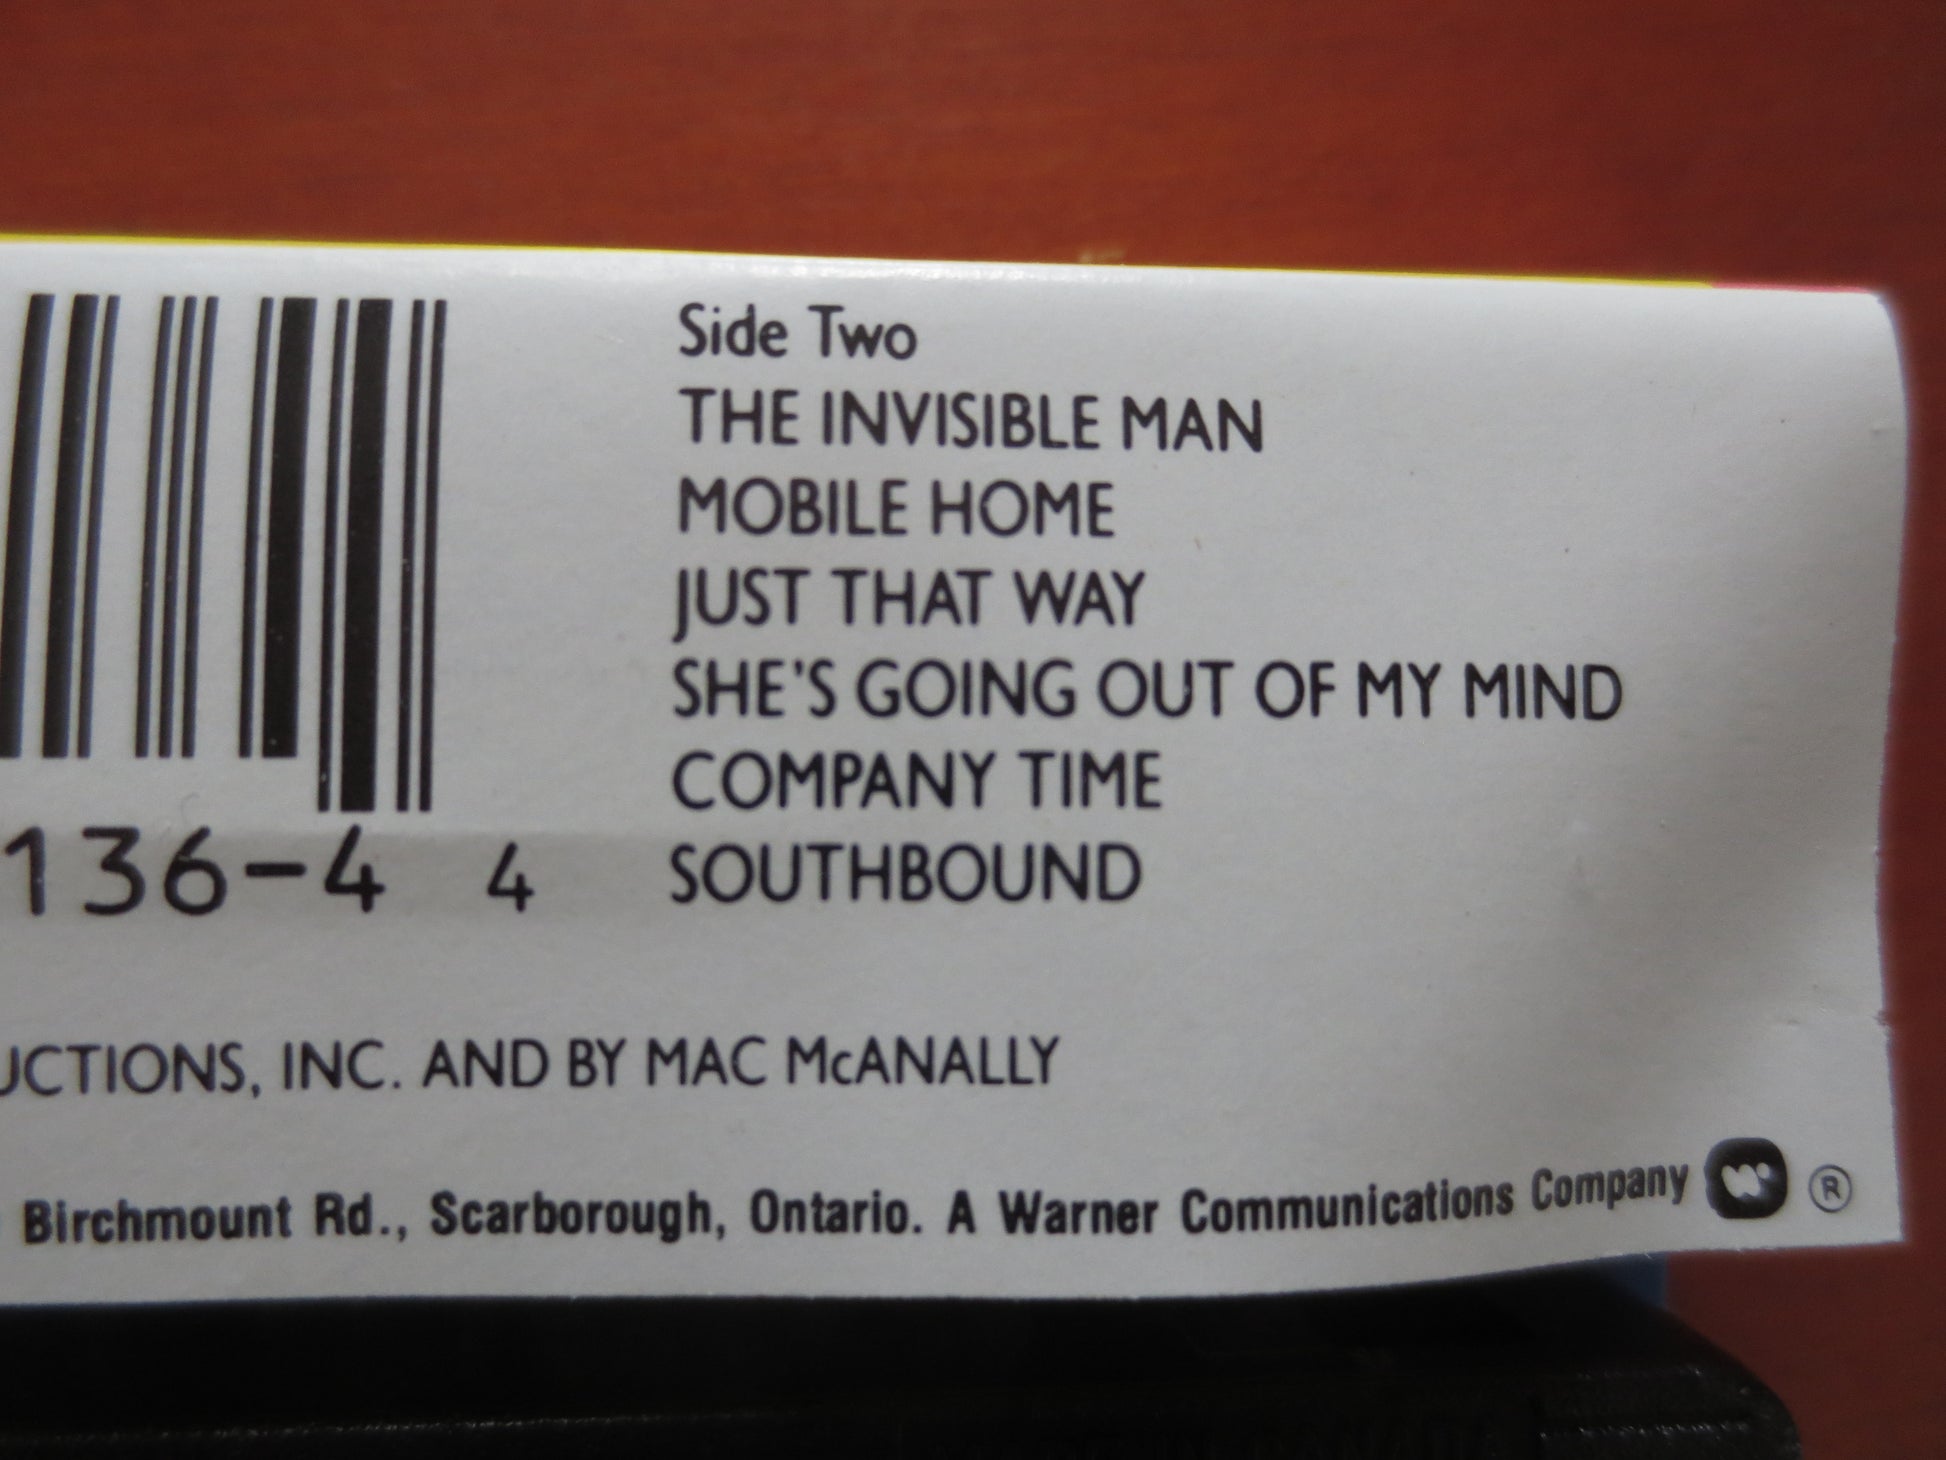 Side Two
THE INVISIBLE MAN
MOBILE HOME
JUST THAT WAY
SHE'S GOING OUT OF MY MIND
COMPANY TIME
SOUTHBOUND
136-4 4
UCTIONS, INC. AND BY MAC McANALLY
Birchmount Rd., Scarborough, Ontario. A Warner Communications Company ®